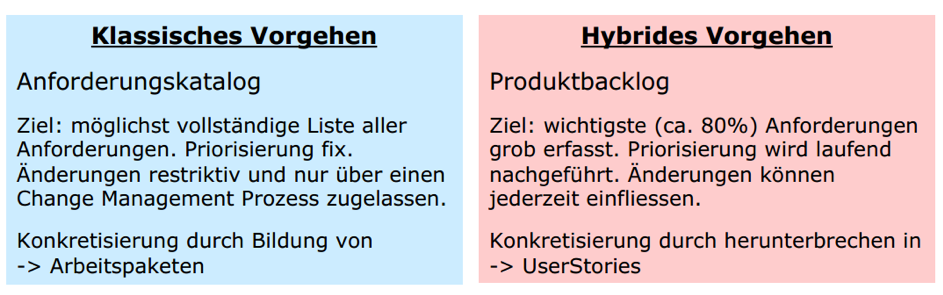 Klassisches Vorgehen
Anforderungskatalog
Ziel: möglichst vollständige Liste aller
Anforderungen. Priorisierung fix.
Änderungen restriktiv und nur über einen
Change Management Prozess zugelassen.
Konkretisierung durch Bildung von
-> Arbeitspaketen
Hybrides Vorgehen
Produktbacklog
Ziel: wichtigste (ca. 80%) Anforderungen
grob erfasst. Priorisierung wird laufend
nachgeführt. Änderungen können
jederzeit einfliessen.
Konkretisierung durch herunterbrechen in
-> UserStories